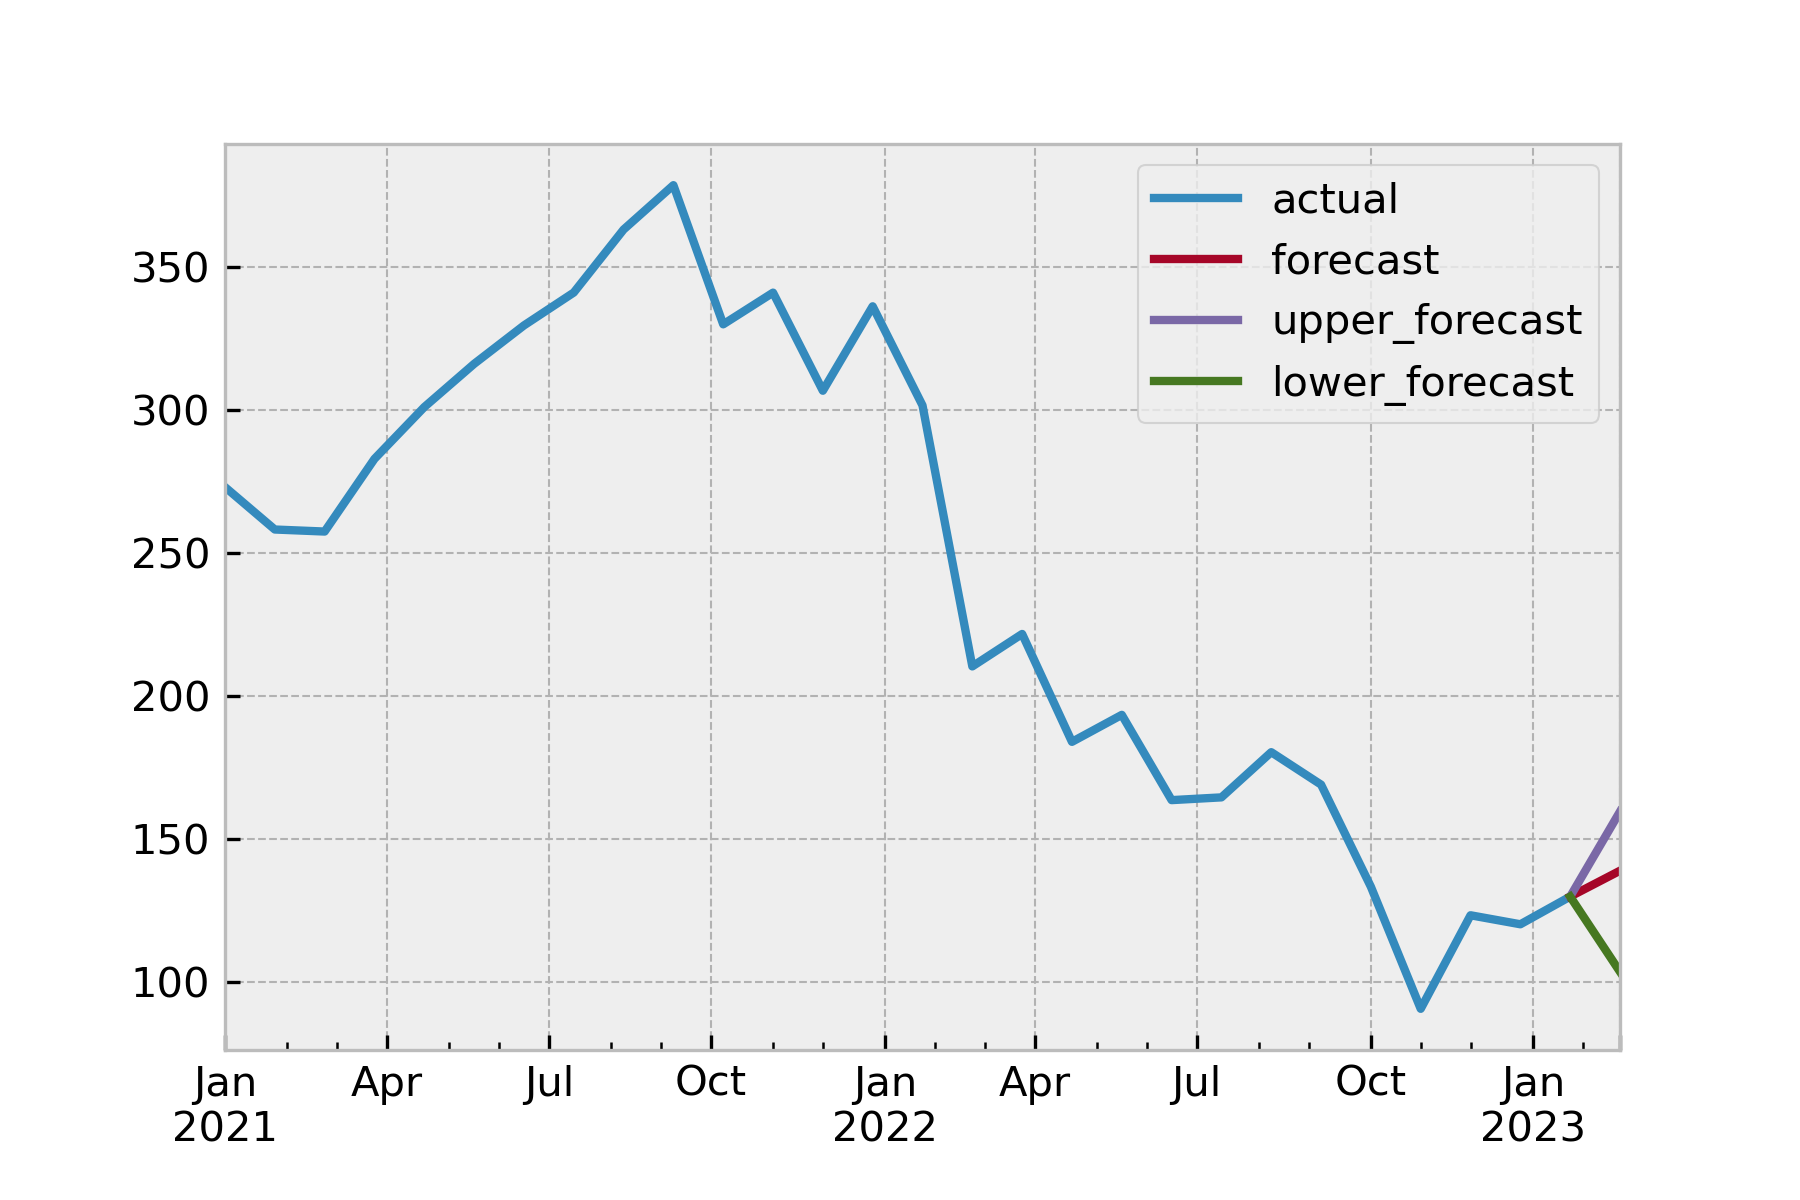 actual
forecast
upper_forecast
lower_forecast
350
300
250
200
150
100
Jan Apr Jul Oct Jan Apr Jul Oct Jan
2021 2022 2023